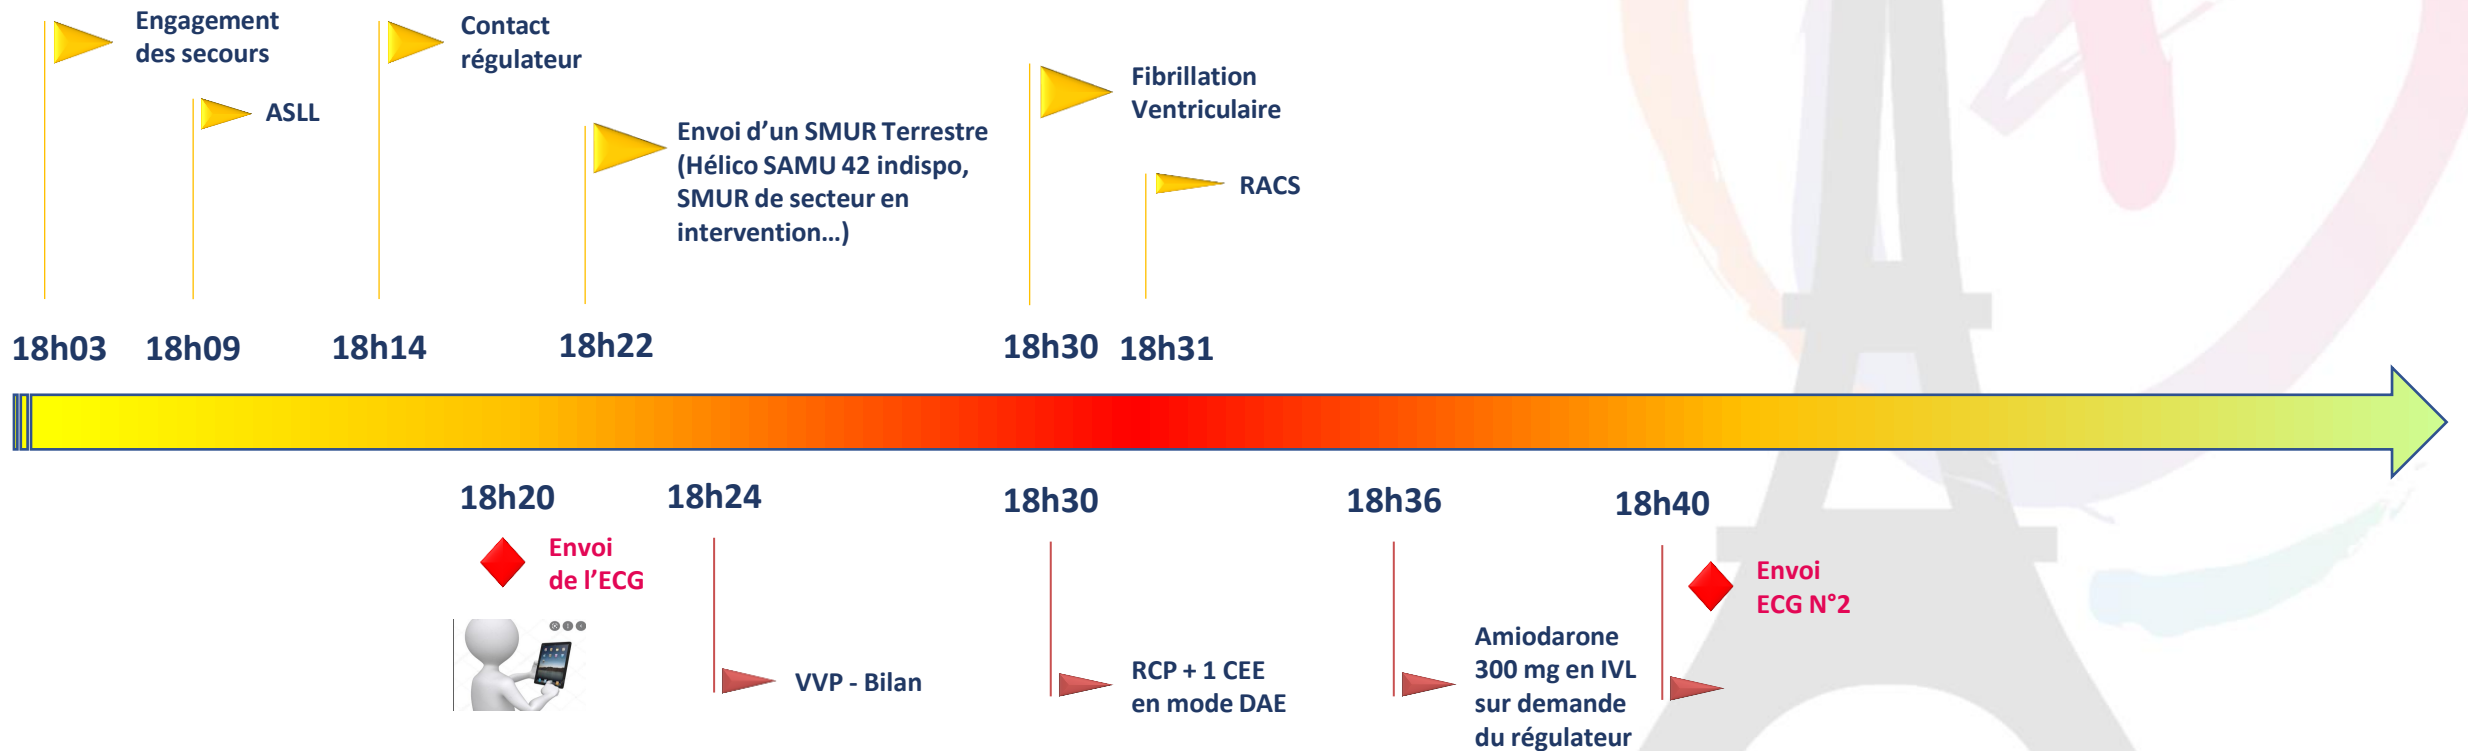 Engagement
des secours
ASLL
Contact
régulateur
Envoi d'un SMUR Terrestre
(Hélico SAMU 42 indispo,
SMUR de secteur en
intervention...)
Fibrillation
Ventriculaire
RACS
18h03
18h09
18h14
18h22
18h30
18h31
18h20
18h24
18h30
18h36
18h40
Envoi
de l'ECG
VVP - Bilan
RCP + 1 CEE
en mode DAE
Amiodarone
300 mg en IVL
sur demande
du régulateur
Envoi
ECG N°2